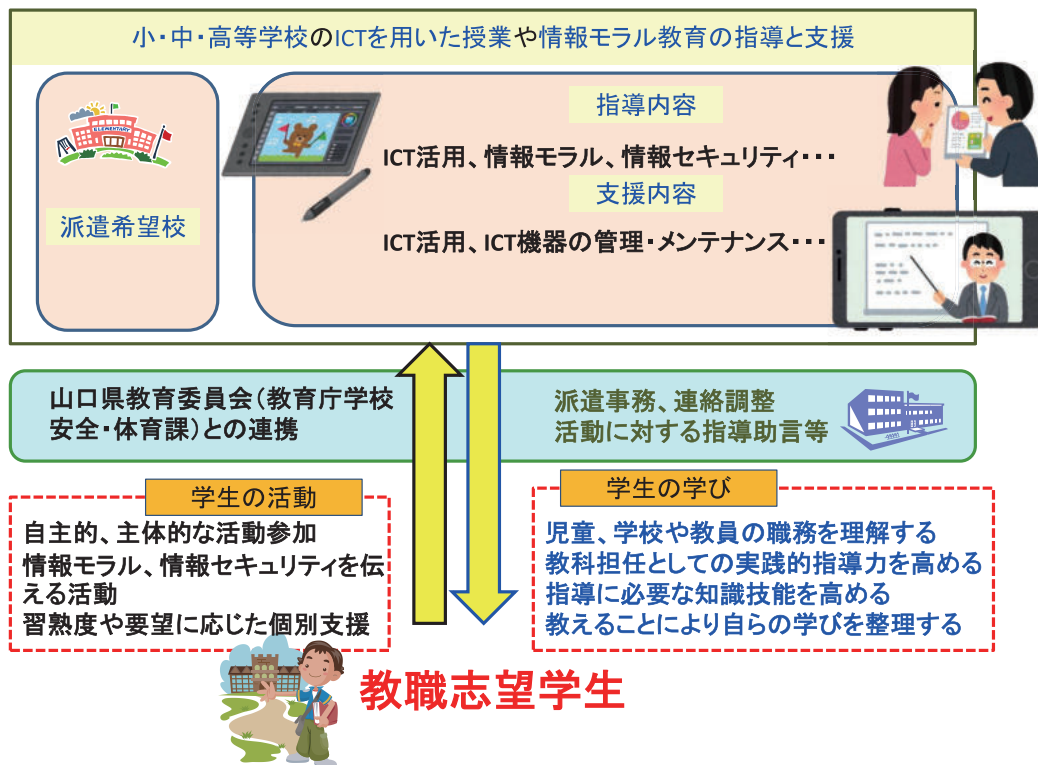 小・中・高等学校のICTを用いた授業や情報モラル教育の指導と支援
ELEMENTARY
派遣希望校
指導内容
ICT活用、情報モラル、情報セキュリティ・・・
支援内容
ICT活用、ICT機器の管理・メンテナンス・・・
山口県教育委員会（教育庁学校
安全・体育課）との連携
派遣事務、連絡調整
活動に対する指導助言等
学生の活動
自主的、主体的な活動参加
情報モラル、情報セキュリティを伝
える活動
習熟度や要望に応じた個別支援
学生の学び
児童、学校や教員の職務を理解する
教科担任としての実践的指導力を高める
指導に必要な知識技能を高める
教えることにより自らの学びを整理する
教職志望学生